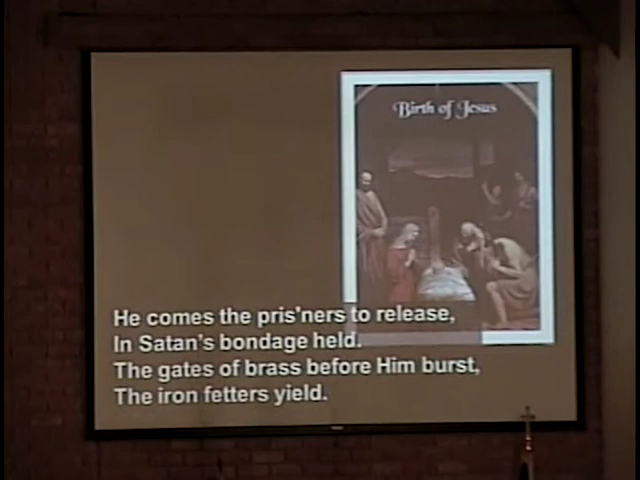 Birth of Jesus
He comes the pris'ners to release,
In Satan's bondage held.
The gates of brass before Him burst,
The iron fetters yield.